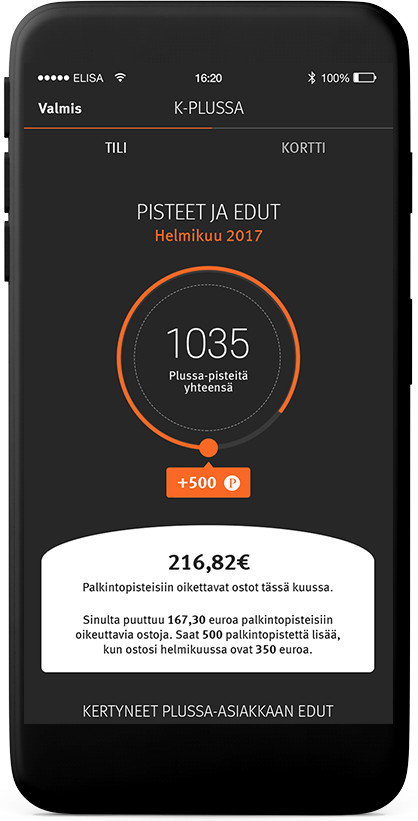 ELISA 16:20 100%
Valmis K-PLUSSA
TILI KORTTI
PISTEET JA EDUT
Helmikuu 2017
1035
Plussa-pisteitä
yhteensä
+500 P
216,82€
Palkintopisteisiin oikettavat ostot tässä kuussa.
Sinulta puuttuu 167,30 euroa palkintopisteisiin
oikeuttavia ostoja. Saat 500 palkintopistettä lisää,
kun ostosi helmikuussa ovat 350 euroa.
KERTYNEET PLUSSA-ASIAKKAAN EDUT